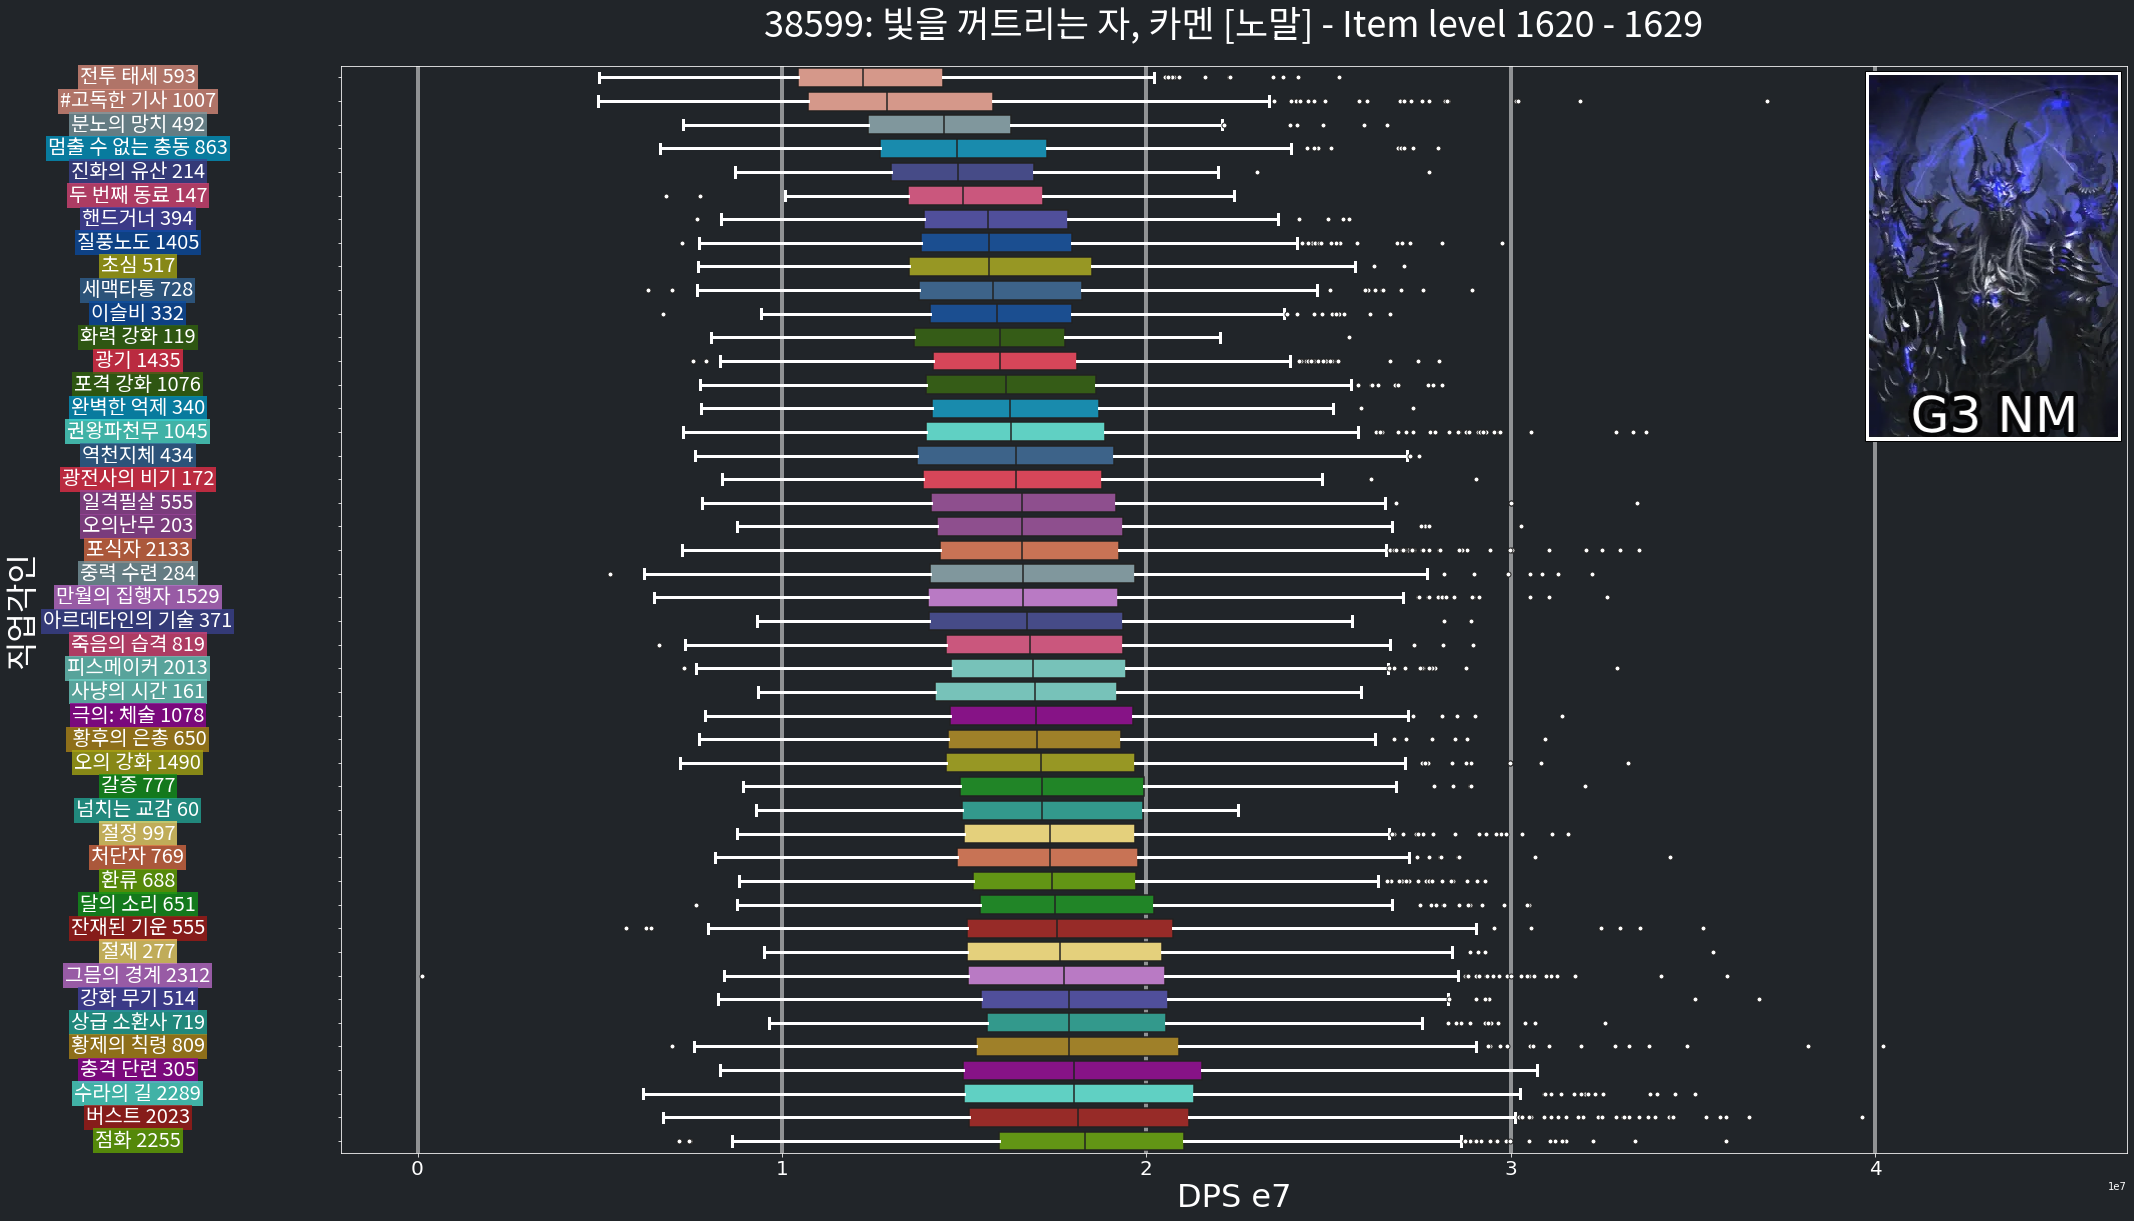 38599: 빛을 꺼트리는 자, 카멘 [노말] - Item level 1620 - 1629
전투 태세 593
#고독한 기사 1007
분노의 망치 492
멈출 수 없는 충동 863
진화의 유산 214
두 번째 동료 147
핸드거너 394
질풍노도 1405
초심 517
세맥타통 728
이슬비 332
화력 강화 119
광기 1435
포격 강화 1076
완벽한 억제 340
권왕파천무 1045
역천지체 434
광전사의 비기 172
일격필살 555
오의난무 203
포식자 2133
중력 수련 284
만월의 집행자 1529
아르데타인의 기술 371
죽음의 습격 819
피스메이커 2013
사냥의 시간 161
극의: 체술 1078
황후의 은총 650
오의 강화 1490
갈증 777
넘치는 교감 60
절정 997
처단자 769
환류 688
달의 소리 651
잔재된 기운 555
절제 277
그믐의 경계 2312
강화 무기 514
상급 소환사 719
황제의 칙령 809
충격 단련 305
수라의 길 2289
버스트 2023
점화 2255
직업각인
G3 NM
0 1 2 3 4
DPS e7
1e7